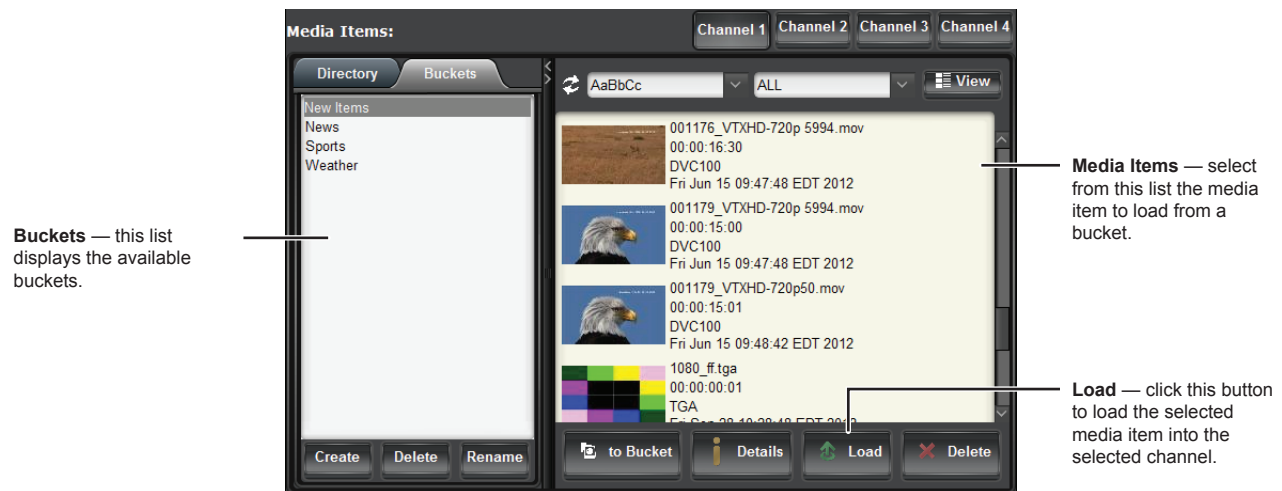 Media Items:
Channel 1
Channel 2
Channel 3
Channel 4
Directory
Buckets
AaBbCc
ALL
View
New Items
News
Sports
Weather
001176_VTXHD-720p 5994.mov
00:00:16:30
DVC100
Fri Jun 15 09:47:48 EDT 2012
001179_VTXHD-720p 5994.mov
00:00:15:00
DVC100
Fri Jun 15 09:47:48 EDT 2012
001179_VTXHD-720p50.mov
00:00:15:01
DVC100
Fri Jun 15 09:48:42 EDT 2012
1080_ff.tga
00:00:00:01
TGA
Create
Delete
Rename
to Bucket
Details
Load
Delete
Buckets — this list
displays the available
buckets.
Media Items — select
from this list the media
item to load from a
bucket.
Load — click this button
to load the selected
media item into the
selected channel.